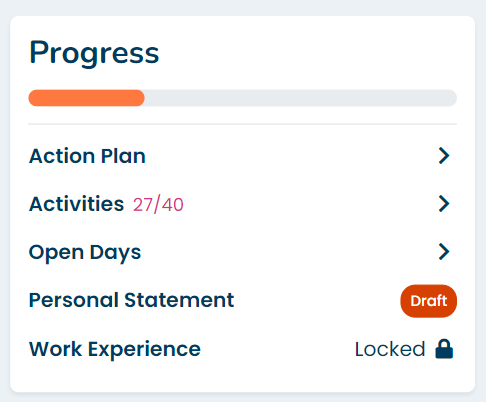 Progress
Action Plan
Activities 27/40
Open Days
Personal Statement Draft
Work Experience Locked